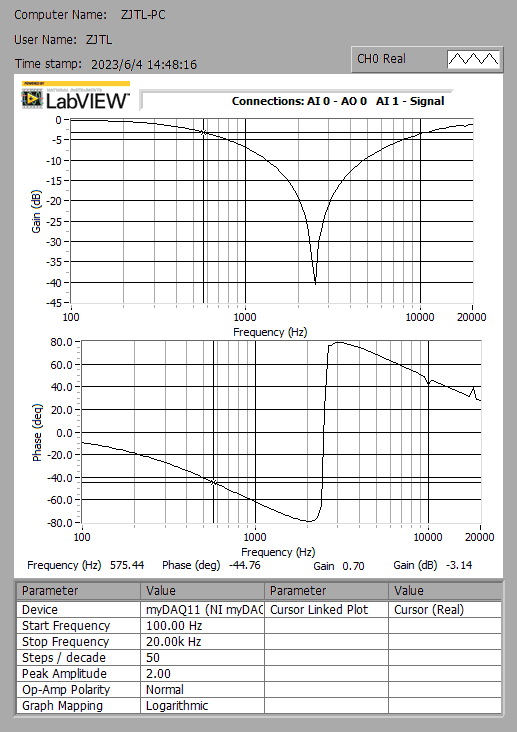 Computer Name: ZJTL-PC
User Name: ZJTL
Time stamp: 2023/6/4 14:48:16
CH0 Real
POWERED BY
NATIONAL INSTRUMENTS
LabVIEW™
Connections: AI 0 - AO 0 AI 1 - Signal
Gain (dB)
0
-5
-10
-15
-20
-25
-30
-35
-40
-45
100 1000 10000 20000
Frequency (Hz)
Phase (deg)
80.0
60.0
40.0
20.0
0.0
-20.0
-40.0
-60.0
-80.0
100 1000 10000 20000
Frequency (Hz)
Frequency (Hz) 575.44 Phase (deg) -44.76 Gain 0.70 Gain (dB) -3.14
Parameter Value Parameter Value
Device myDAQ11 (NI myDAQ Cursor Linked Plot Cursor (Real)
Start Frequency 100.00 Hz
Stop Frequency 20.00k Hz
Steps / decade 50
Peak Amplitude 2.00
Op-Amp Polarity Normal
Graph Mapping Logarithmic